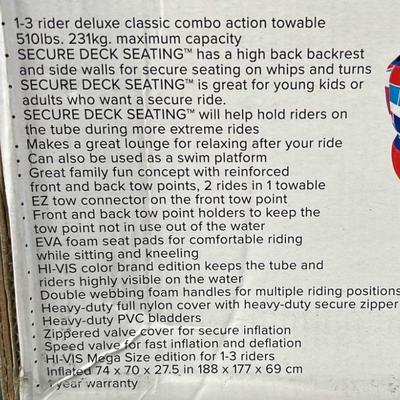 • 1-3 rider deluxe classic combo action towable
510lbs. 231kg. maximum capacity
• SECURE DECK SEATING™ has a high back backrest
and side walls for secure seating on whips and turns
• SECURE DECK SEATING™ is great for young kids or
adults who want a secure ride.
• SECURE DECK SEATING™ will help hold riders on
the tube during more extreme rides
• Makes a great lounge for relaxing after your ride
• Can also be used as a swim platform
• Great family fun concept with reinforced
front and back tow points, 2 rides in 1 towable
• EZ tow connector on the front tow point
• Front and back tow point holders to keep the
tow point not in use out of the water
• EVA foam seat pads for comfortable riding
while sitting and kneeling
• HI-VIS color brand edition keeps the tube and
riders highly visible on the water
• Double webbing foam handles for multiple riding positions
• Heavy-duty full nylon cover with heavy-duty secure zipper
• Heavy-duty PVC bladders
• Zippered valve cover for secure inflation
• Speed valve for fast inflation and deflation
• HI-VIS Mega Size edition for 1-3 riders
• Inflated 74 x 70 x 27.5 in 188 x 177 x 69 cm
• 1 year warranty